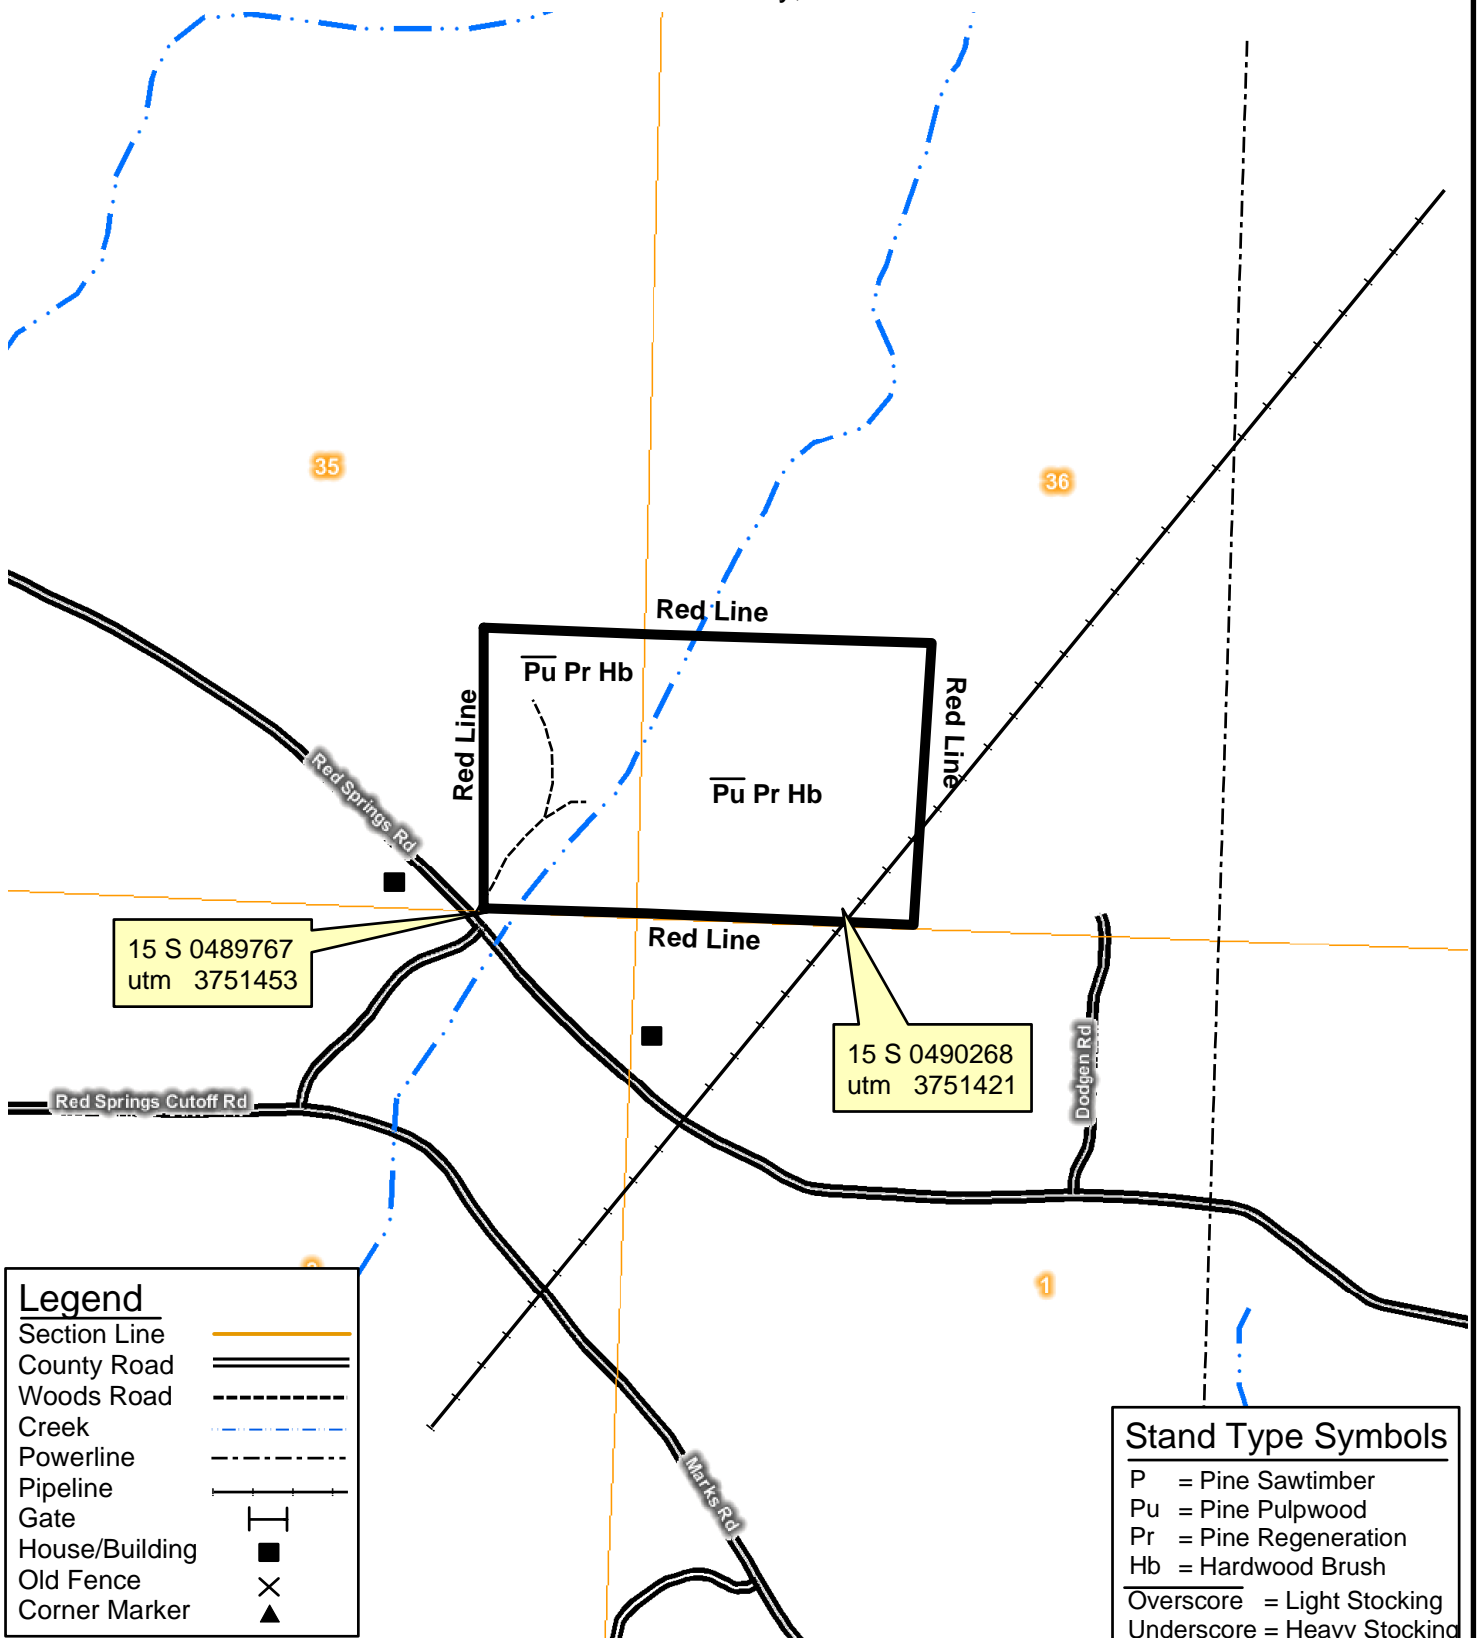 35
36
Red Line
Pu Pr Hb
Red Line
Red Line
Pu Pr Hb
Red Springs Rd
Red Line
15 S 0489767
utm 3751453
15 S 0490268
utm 3751421
Dodgen Rd
Red Springs Cutoff Rd
1
Marks Rd
Legend
Section Line
County Road
Woods Road
Creek
Powerline
Pipeline
Gate
House/Building
Old Fence
Corner Marker
Stand Type Symbols
P = Pine Sawtimber
Pu = Pine Pulpwood
Pr = Pine Regeneration
Hb = Hardwood Brush
Overscore = Light Stocking
Underscore = Heavy Stocking